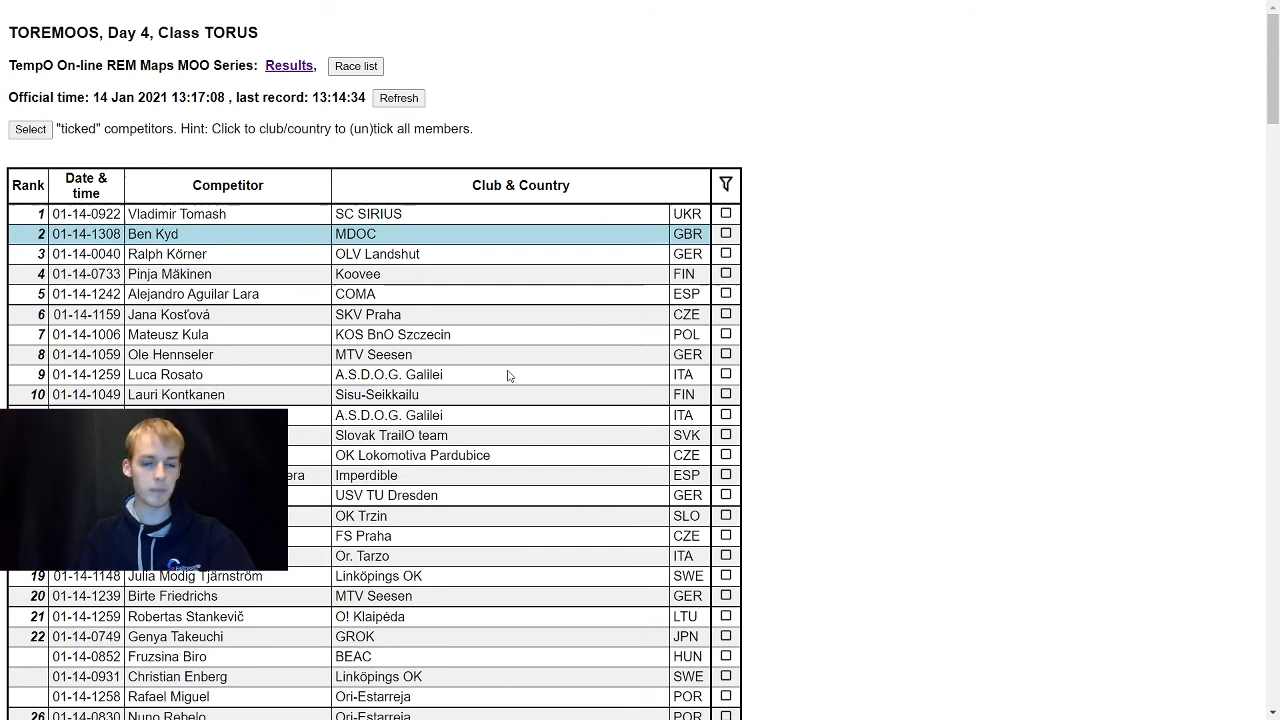 TOREMOOS, Day 4, Class TORUS
TempO On-line REM Maps MOO Series: Results, Race list
Official time: 14 Jan 2021 13:17:08 , last record: 13:14:34 Refresh
Select "ticked" competitors. Hint: Click to club/country to (un)tick all members.
Rank Date & time Competitor Club & Country
1 01-14-0922 Vladimir Tomash SC SIRIUS UKR
2 01-14-1308 Ben Kyd MDOC GBR
3 01-14-0040 Ralph Körner OLV Landshut GER
4 01-14-0733 Pinja Mäkinen Koovee FIN
5 01-14-1242 Alejandro Aguilar Lara COMA ESP
6 01-14-1159 Jana Kosťová SKV Praha CZE
7 01-14-1006 Mateusz Kula KOS BnO Szczecin POL
8 01-14-1059 Ole Hennseler MTV Seesen GER
9 01-14-1259 Luca Rosato A.S.D.O.G. Galilei ITA
10 01-14-1049 Lauri Kontkanen Sisu-Seikkailu FIN
A.S.D.O.G. Galilei ITA
Slovak TrailO team SVK
OK Lokomotiva Pardubice CZE
era Imperdible ESP
USV TU Dresden GER
OK Trzin SLO
FS Praha CZE
Or. Tarzo ITA
19 01-14-1148 Julia Modig Tjärnström Linköpings OK SWE
20 01-14-1239 Birte Friedrichs MTV Seesen GER
21 01-14-1259 Robertas Stankevič O! Klaipėda LTU
22 01-14-0749 Genya Takeuchi GROK JPN
01-14-0852 Fruzsina Biro BEAC HUN
01-14-0931 Christian Enberg Linköpings OK SWE
01-14-1258 Rafael Miguel Ori-Estarreja POR
26 01-14-0830 Nuno Rebelo Ori-Estarreja POR